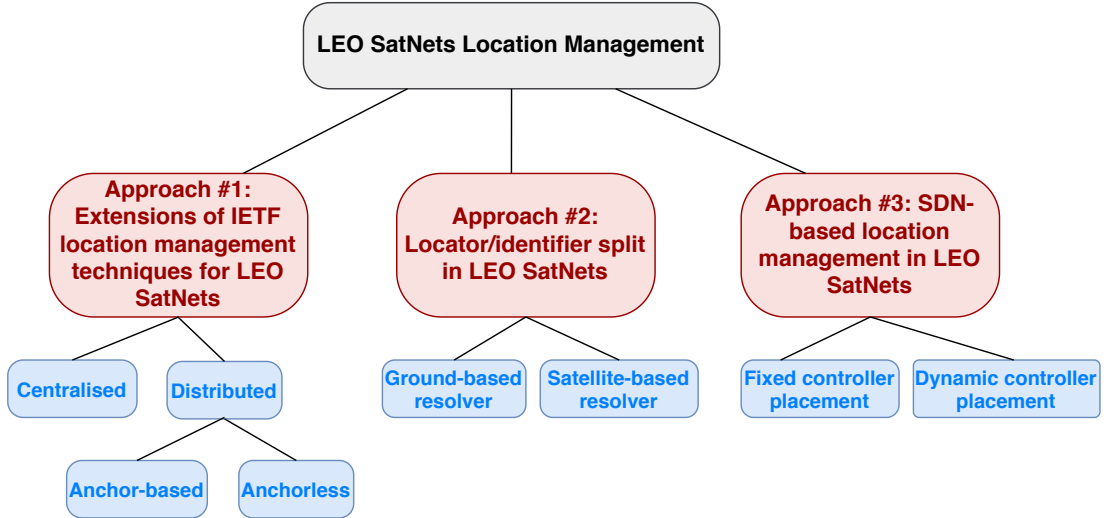 LEO SatNets Location Management
Approach #1:
Extensions of IETF
location management
techniques for LEO
SatNets
Approach #2:
Locator/identifier split
in LEO SatNets
Approach #3: SDN-
based location
management in LEO
SatNets
Centralised
Distributed
Ground-based
resolver
Satellite-based
resolver
Fixed controller
placement
Dynamic controller
placement
Anchor-based
Anchorless